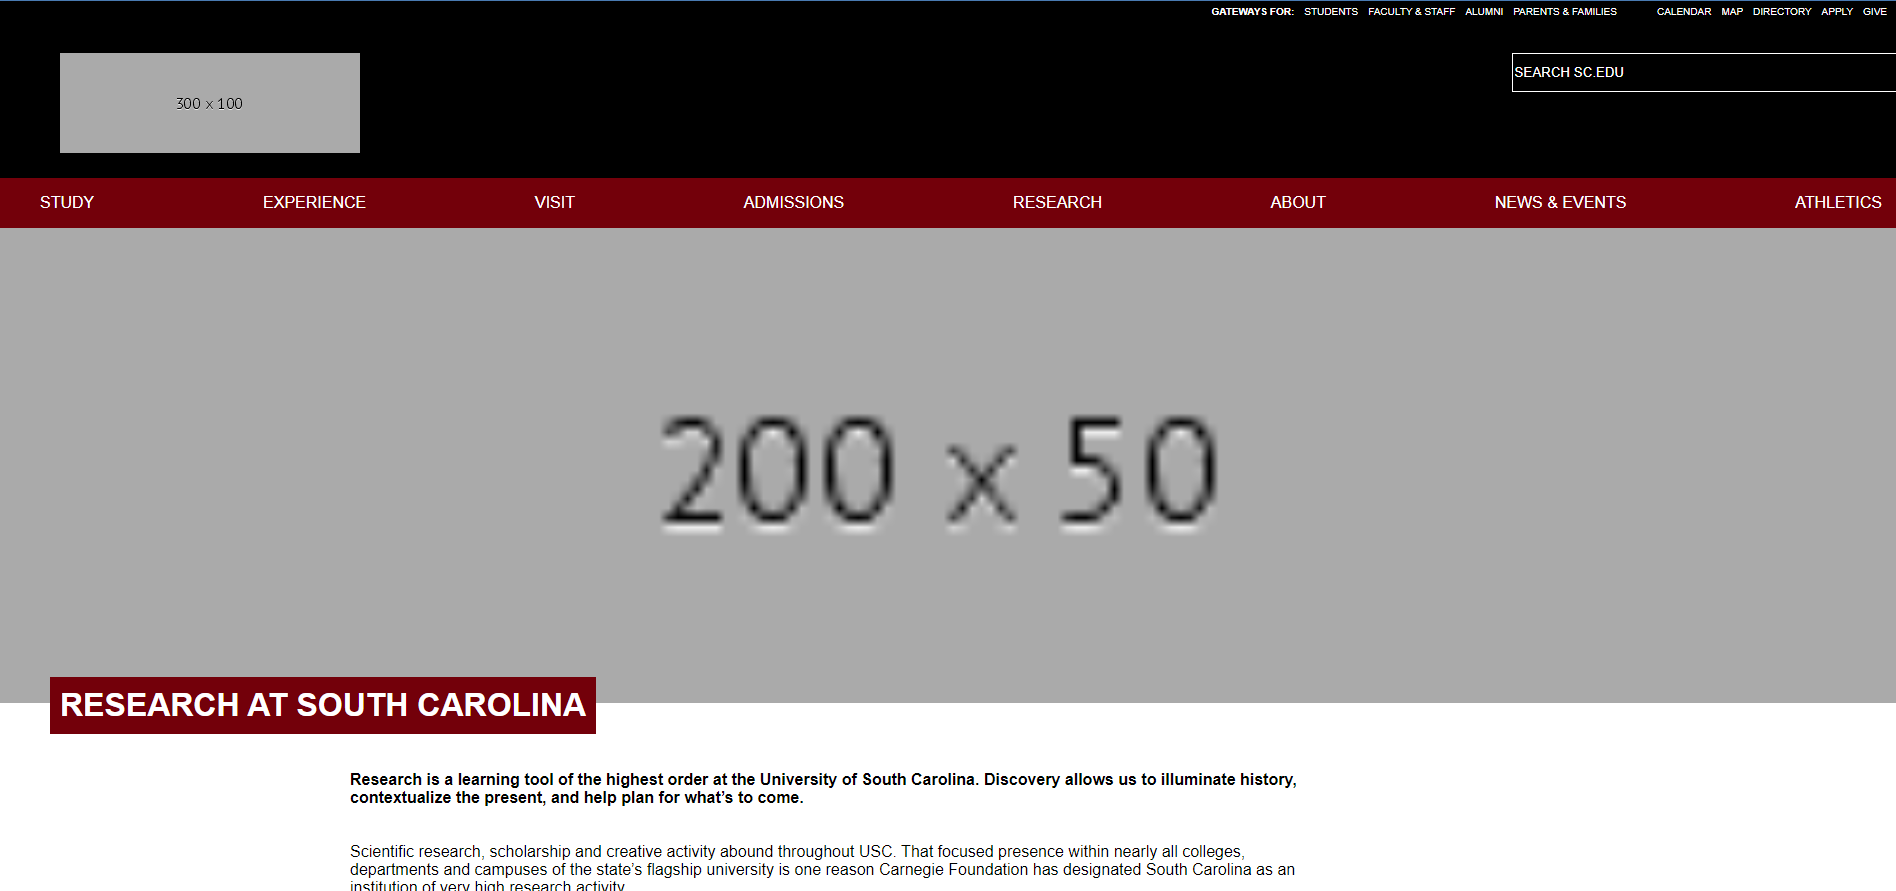 GATEWAYS FOR: STUDENTS FACULTY & STAFF ALUMNI PARENTS & FAMILIES CALENDAR MAP DIRECTORY APPLY GIVE
SEARCH SC.EDU
300 x 100
STUDY EXPERIENCE VISIT ADMISSIONS RESEARCH ABOUT NEWS & EVENTS ATHLETICS
200 x 50
RESEARCH AT SOUTH CAROLINA
Research is a learning tool of the highest order at the University of South Carolina. Discovery allows us to illuminate history,
contextualize the present, and help plan for what’s to come.
Scientific research, scholarship and creative activity abound throughout USC. That focused presence within nearly all colleges,
departments and campuses of the state’s flagship university is one reason Carnegie Foundation has designated South Carolina as an
institution of very high research activity.